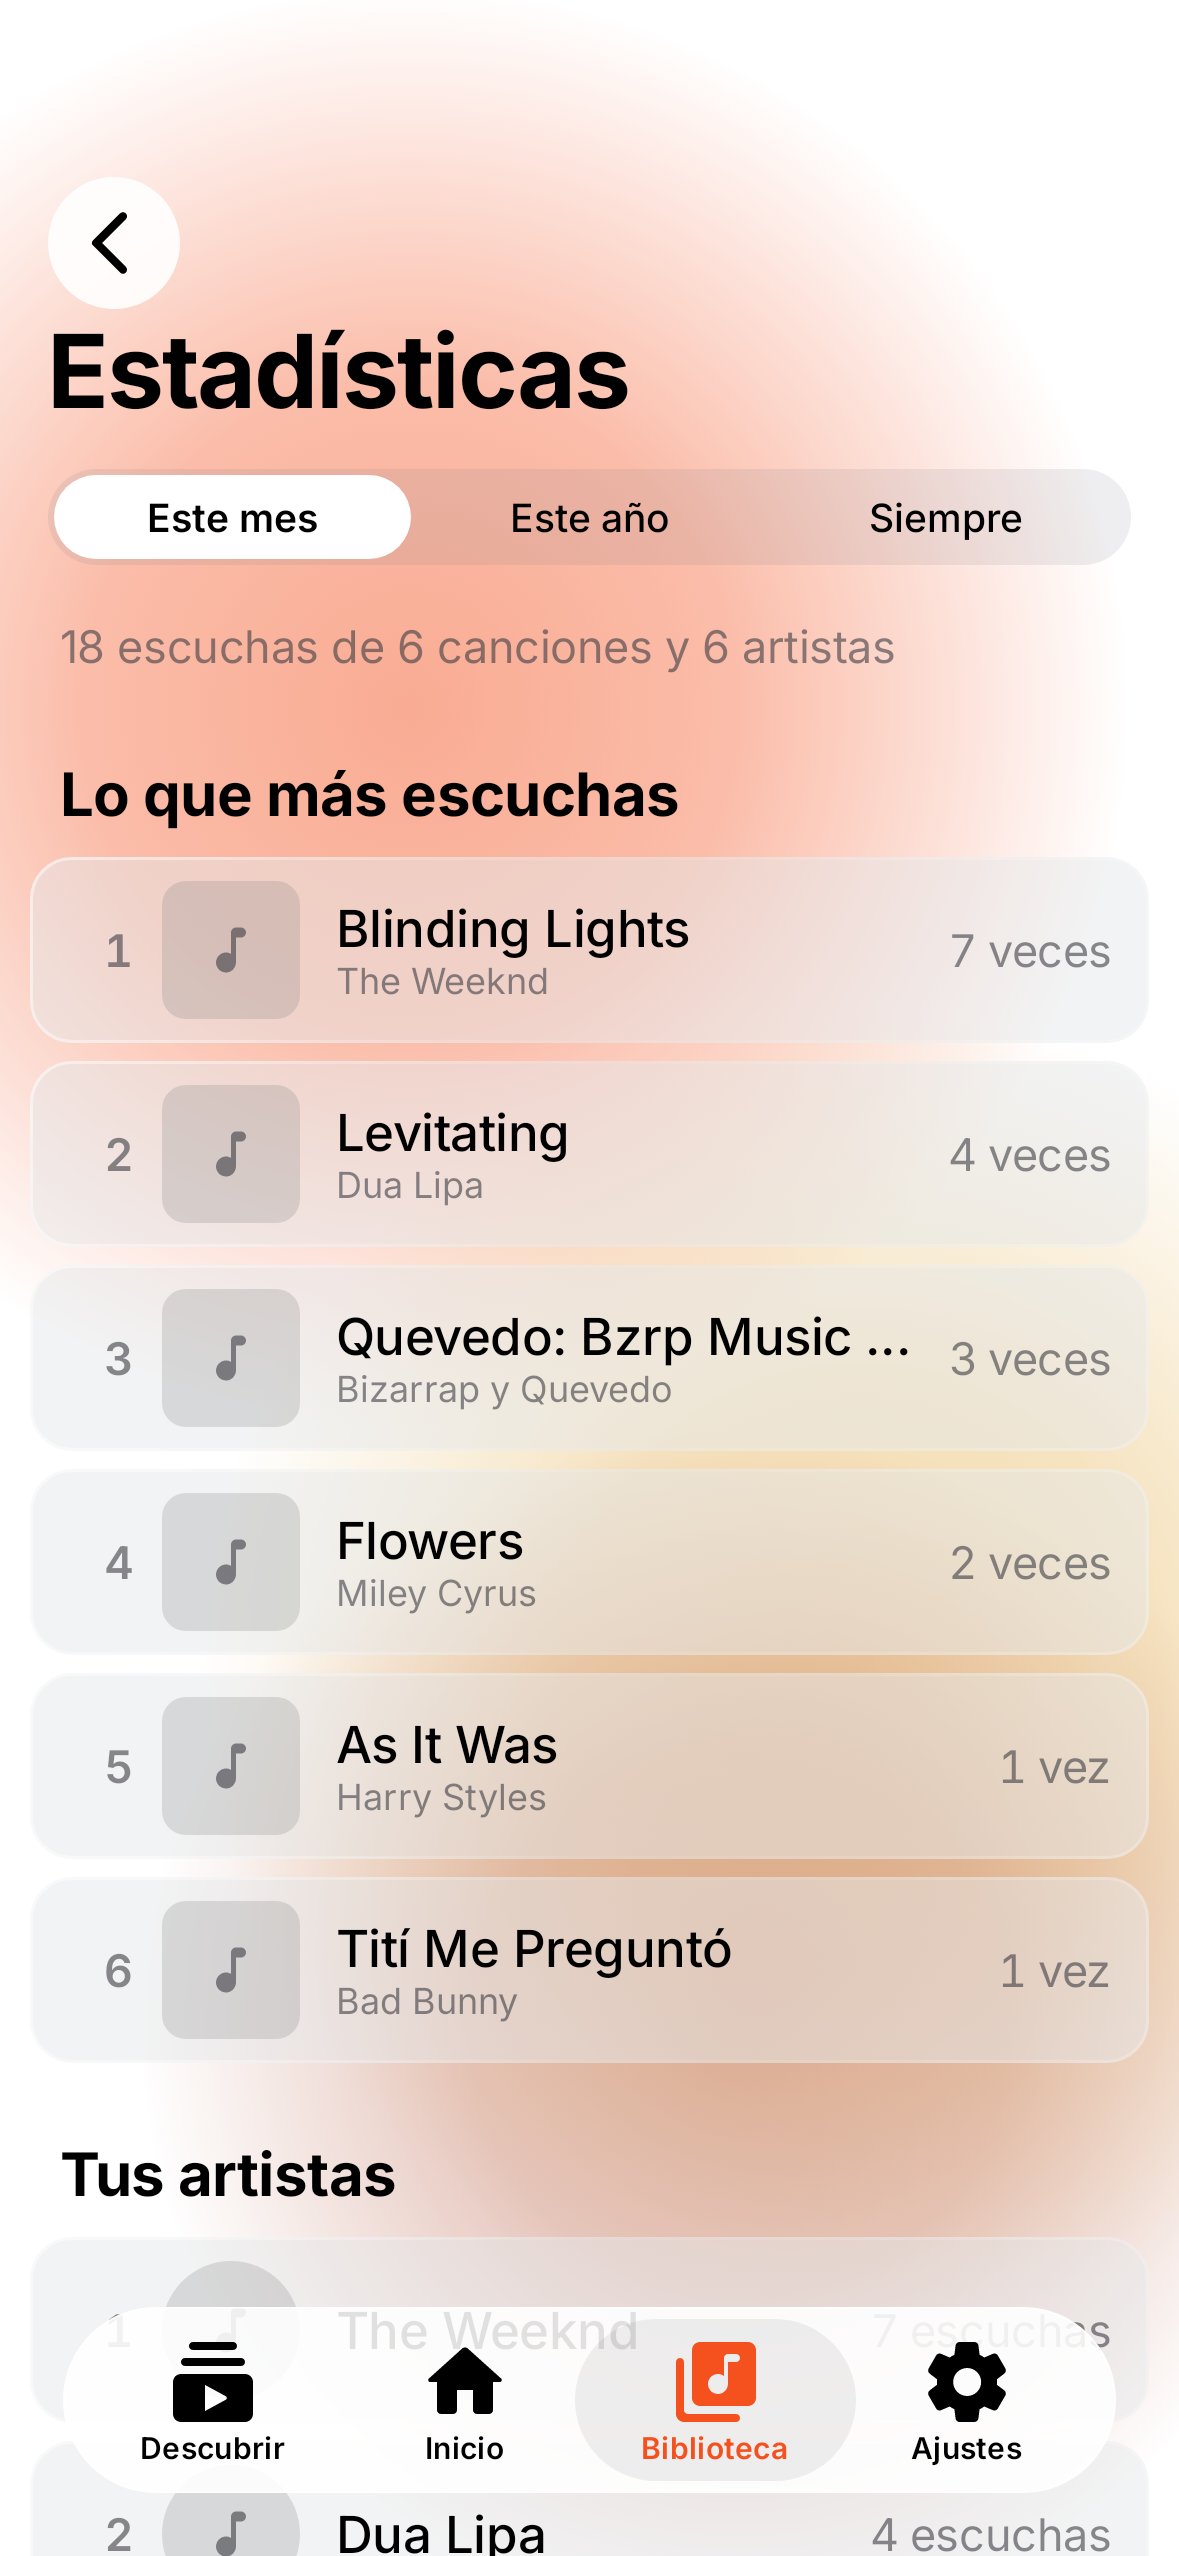 Estadísticas
Este mes
Este año
Siempre
18 escuchas de 6 canciones y 6 artistas
Lo que más escuchas
1
Blinding Lights
The Weeknd
7 veces
2
Levitating
Dua Lipa
4 veces
3
Quevedo: Bzrp Music ...
Bizarrap y Quevedo
3 veces
4
Flowers
Miley Cyrus
2 veces
5
As It Was
Harry Styles
1 vez
6
Tití Me Preguntó
Bad Bunny
1 vez
Tus artistas
1
The Weeknd
7 escuchas
Descubrir
Inicio
Biblioteca
Ajustes
2
Dua Lipa
4 escuchas